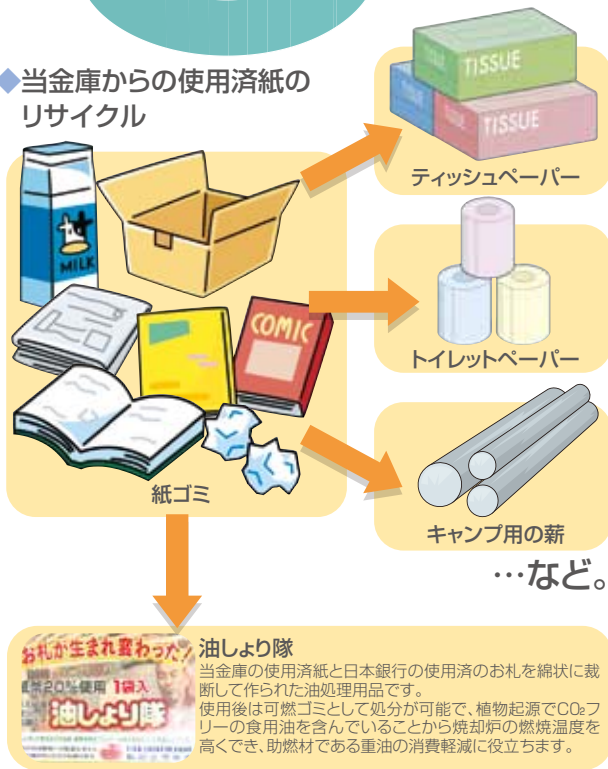 ◆当金庫からの使用済紙の
リサイクル
TISSUE
TISSUE
ティッシュペーパー
MILK
COMIC
トイレットペーパー
紙ゴミ
キャンプ用の薪
…など。
お札が生まれ変わった
20%使用 1袋入
油しょり隊
油しょり隊
当金庫の使用済紙と日本銀行の使用済のお札を綿状に裁
断して作られた油処理用品です。
使用後は可燃ゴミとして処分が可能で、植物起源でCO₂フ
リーの食用油を含んでいることから焼却炉の燃焼温度を
高くでき、助燃材である重油の消費軽減に役立ちます。